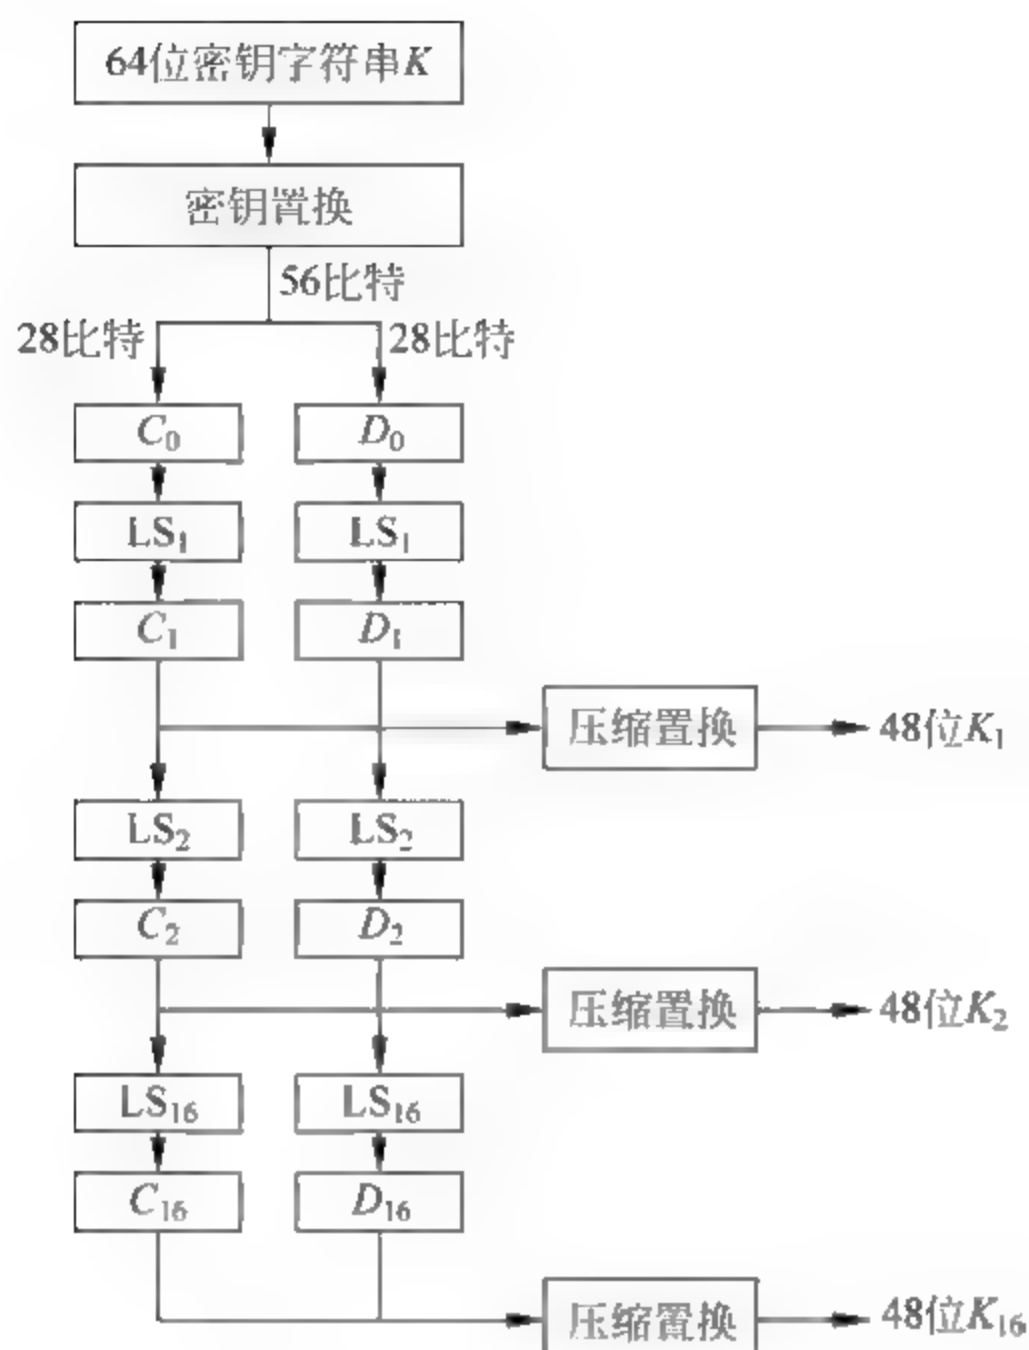 64位密钥字符串K
密钥置换
56比特
28比特 28比特
C₀ D₀
LS₁ LS₁
C₁ D₁
压缩置换 48位K₁
LS₂ LS₂
C₂ D₂
压缩置换 48位K₂
LS₁₆ LS₁₆
C₁₆ D₁₆
压缩置换 48位K₁₆